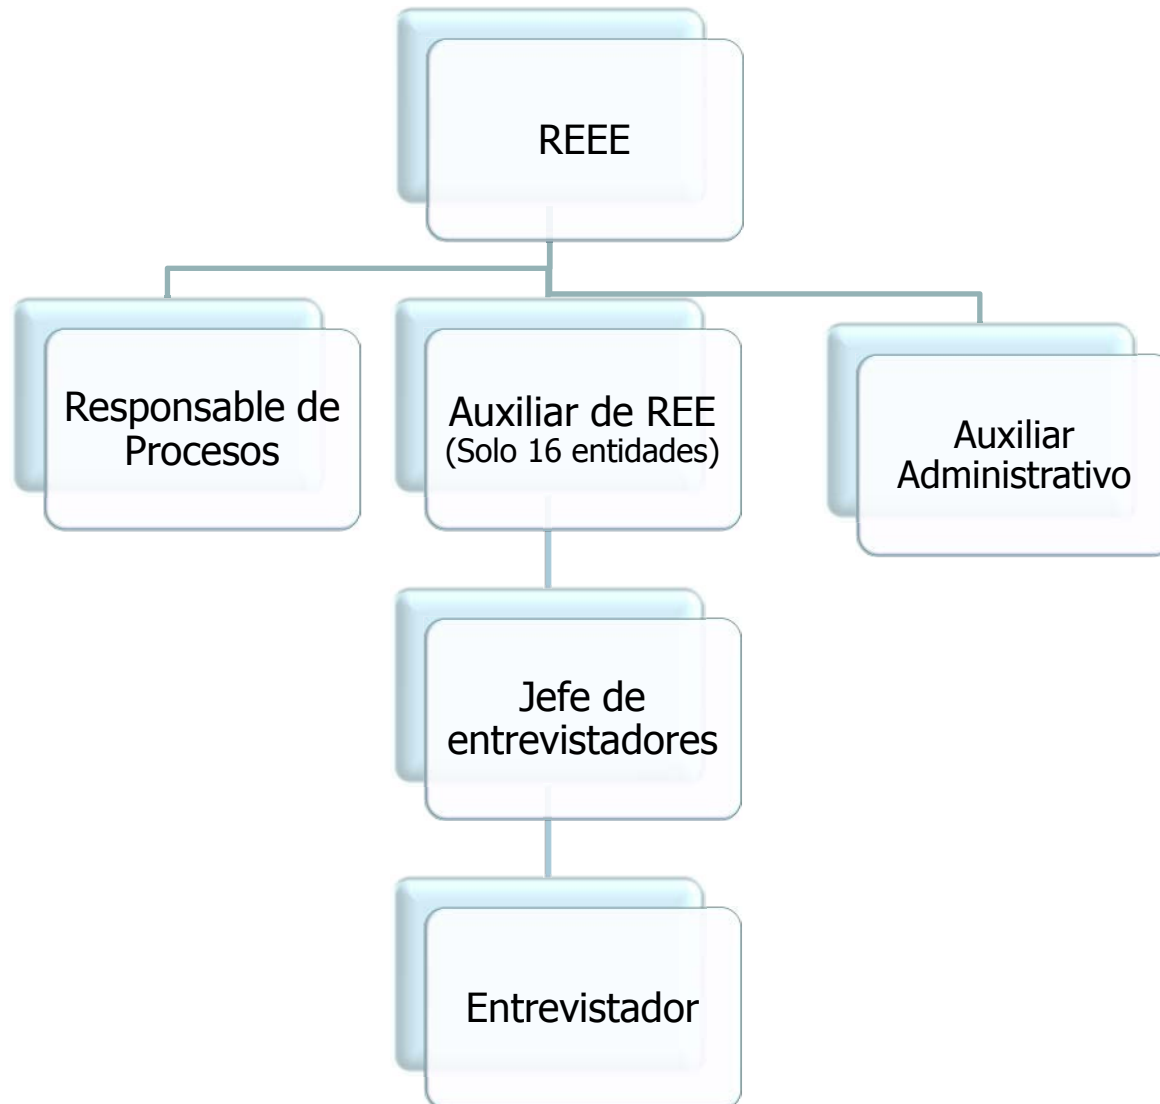 REEE
Responsable de
Procesos
Auxiliar de REE
(Solo 16 entidades)
Auxiliar
Administrativo
Jefe de
entrevistadores
Entrevistador